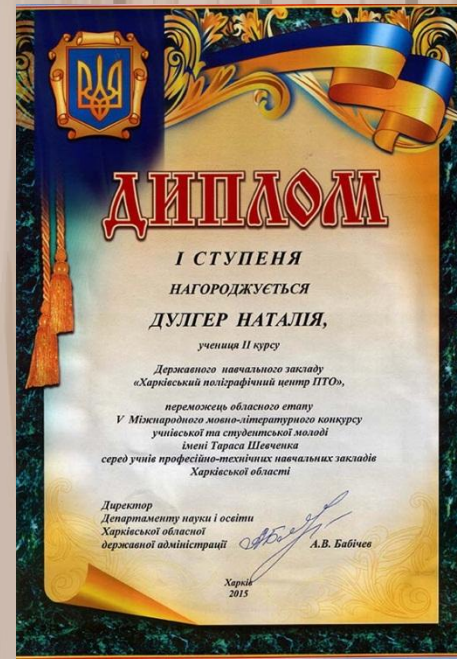 ДИПЛОМ
I СТУПЕНЯ
НАГОРОДЖУЄТЬСЯ
ДУЛГЕР НАТАЛІЯ,
учениця II курсу
Державного навчального закладу
«Харківський поліграфічний центр ПТО»,
переможець обласного етапу
V Міжнародного мовно-літературного конкурсу
учнівської та студентської молоді
імені Тараса Шевченка
серед учнів професійно-технічних навчальних закладів
Харківської області
Директор
Департаменту науки і освіти
Харківської обласної
державної адміністрації А.В. Бабічев
Харків
2015